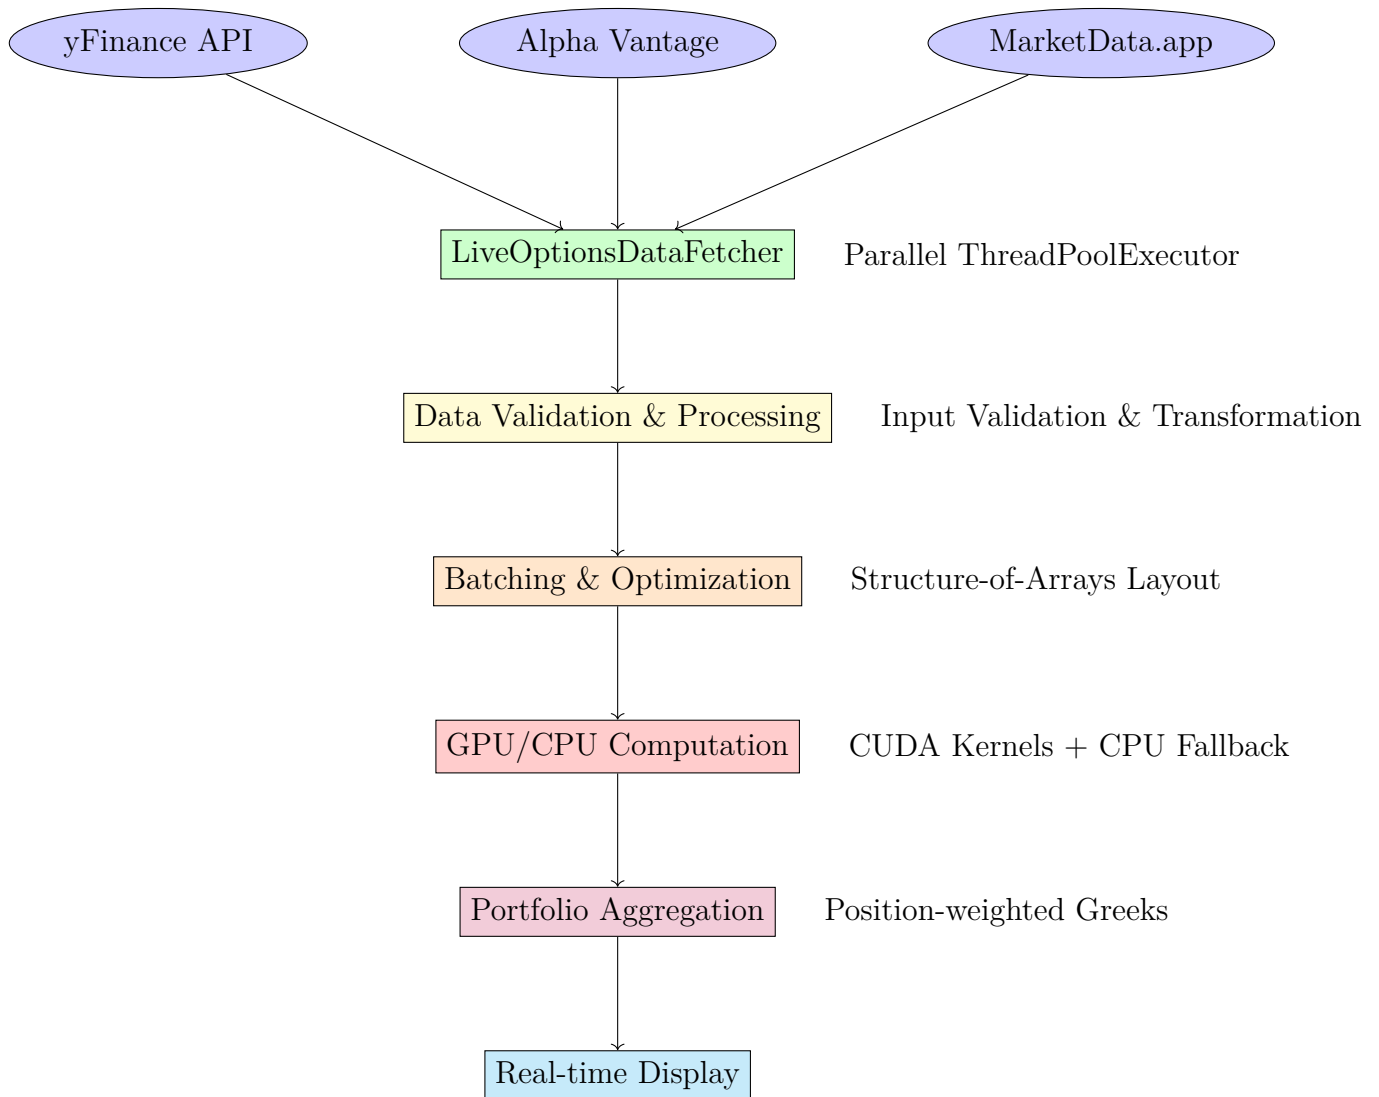 yFinance API
Alpha Vantage
MarketData.app
LiveOptionsDataFetcher
Parallel ThreadPoolExecutor
Data Validation & Processing
Input Validation & Transformation
Batching & Optimization
Structure-of-Arrays Layout
GPU/CPU Computation
CUDA Kernels + CPU Fallback
Portfolio Aggregation
Position-weighted Greeks
Real-time Display